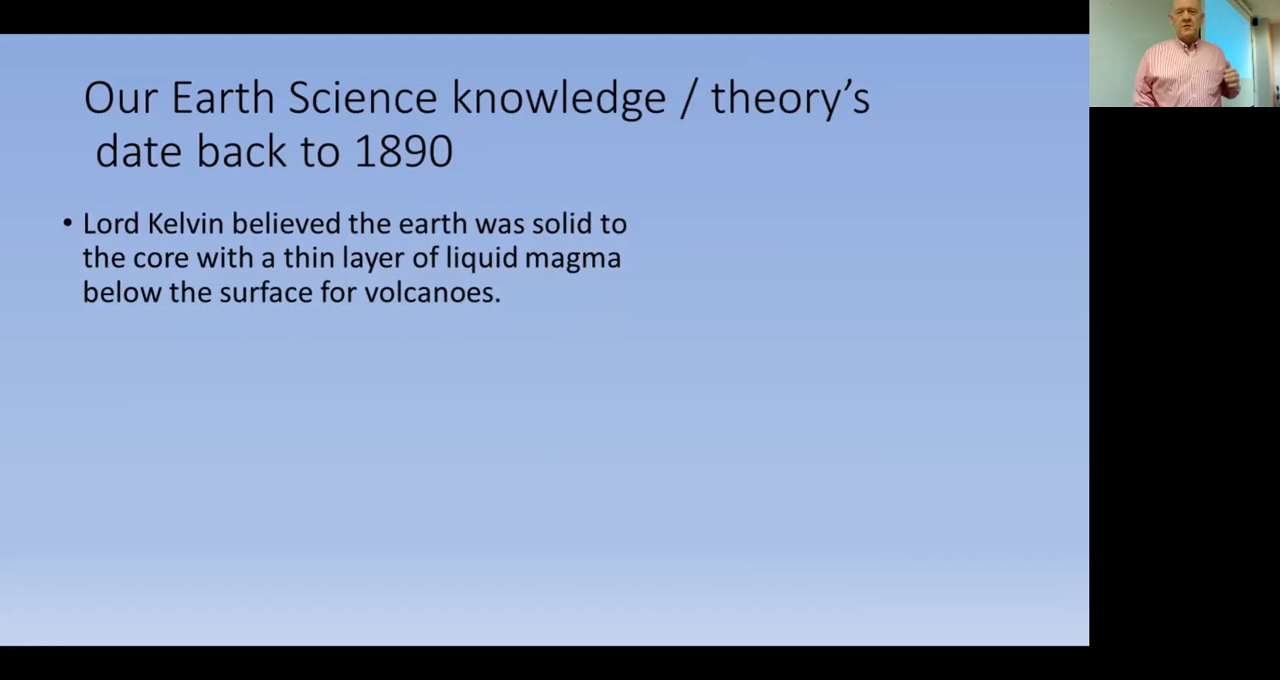 Our Earth Science knowledge / theory’s
date back to 1890
• Lord Kelvin believed the earth was solid to
the core with a thin layer of liquid magma
below the surface for volcanoes.